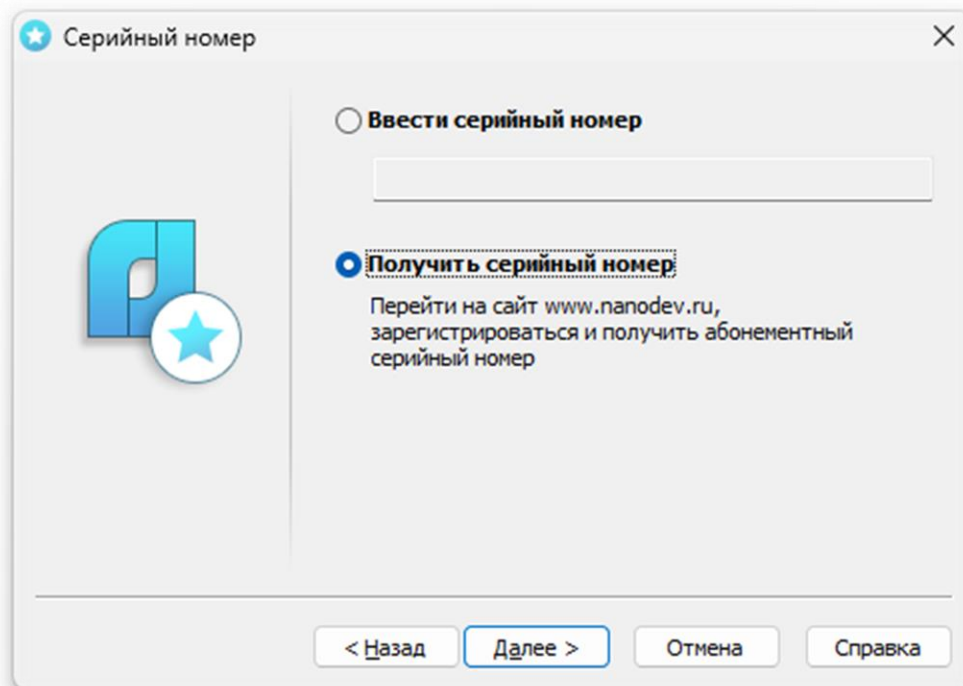 Серийный номер
Ввести серийный номер
Получить серийный номер
Перейти на сайт www.nanodev.ru,
зарегистрироваться и получить абонементный
серийный номер
< Назад
Далее >
Отмена
Справка